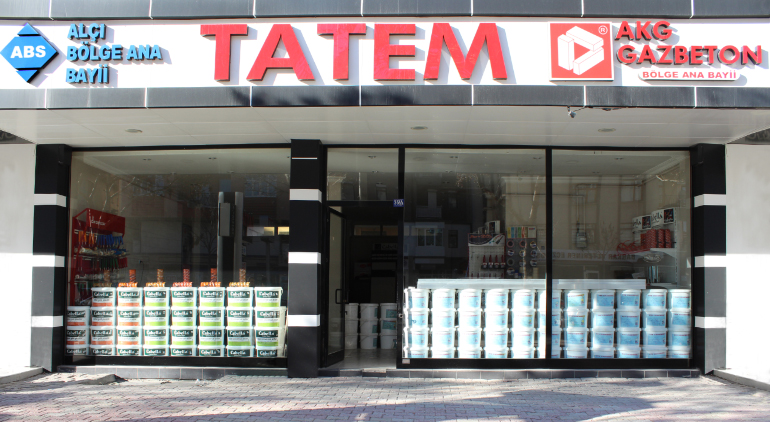 ABS
ALÇI
BÖLGE ANA
BAYİİ
TATEM
®
AKG
GAZBETON
BÖLGE ANA BAYİİ